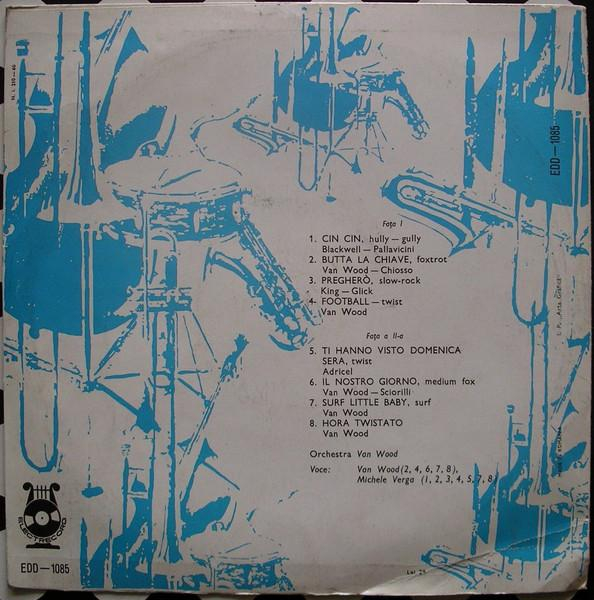 N. I. 210—60
EDD—1085
Fața I
1. CIN CIN, hully—gully
Blackwell—Pallavicini
2. BUTTA LA CHIAVE, foxtrot
Van Wood—Chiosso
3. PREGHERÒ, slow-rock
King—Glick
4. FOOTBALL—twist
Van Wood
Fața a II-a
5. TI HANNO VISTO DOMENICA
SERA, twist
Adricel
6. IL NOSTRO GIORNO, medium fox
Van Wood—Sciorilli
7. SURF LITTLE BABY, surf
Van Wood
8. HORA TWISTATO
Van Wood
Orchestra Van Wood
Voce: Van Wood(2, 4, 6, 7, 8),
Michele Verga (1, 2, 3, 4, 5, 7, 8)
ELECTRECORD
EDD—1085
Lei